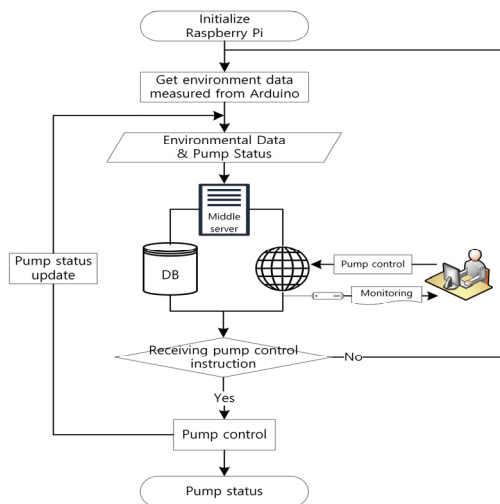 Initialize
Raspberry Pi
Get environment data
measured from Arduino
Environmental Data
& Pump Status
Middle
server
Pump status
update
DB
Pump control
Monitoring
Receiving pump control
instruction
No
Yes
Pump control
Pump status